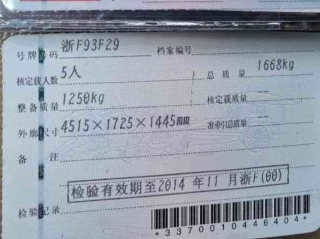 号牌号码 浙F93F29 档案编号
核定载人数 5人 总质量 1668kg
整备质量 1250kg 核定载质量 --
外廓尺寸 4515×1725×1445mm 准牵引总质量 --
备注
检验有效期至2014年11月浙F(00)
检验记录
*3370010446404*